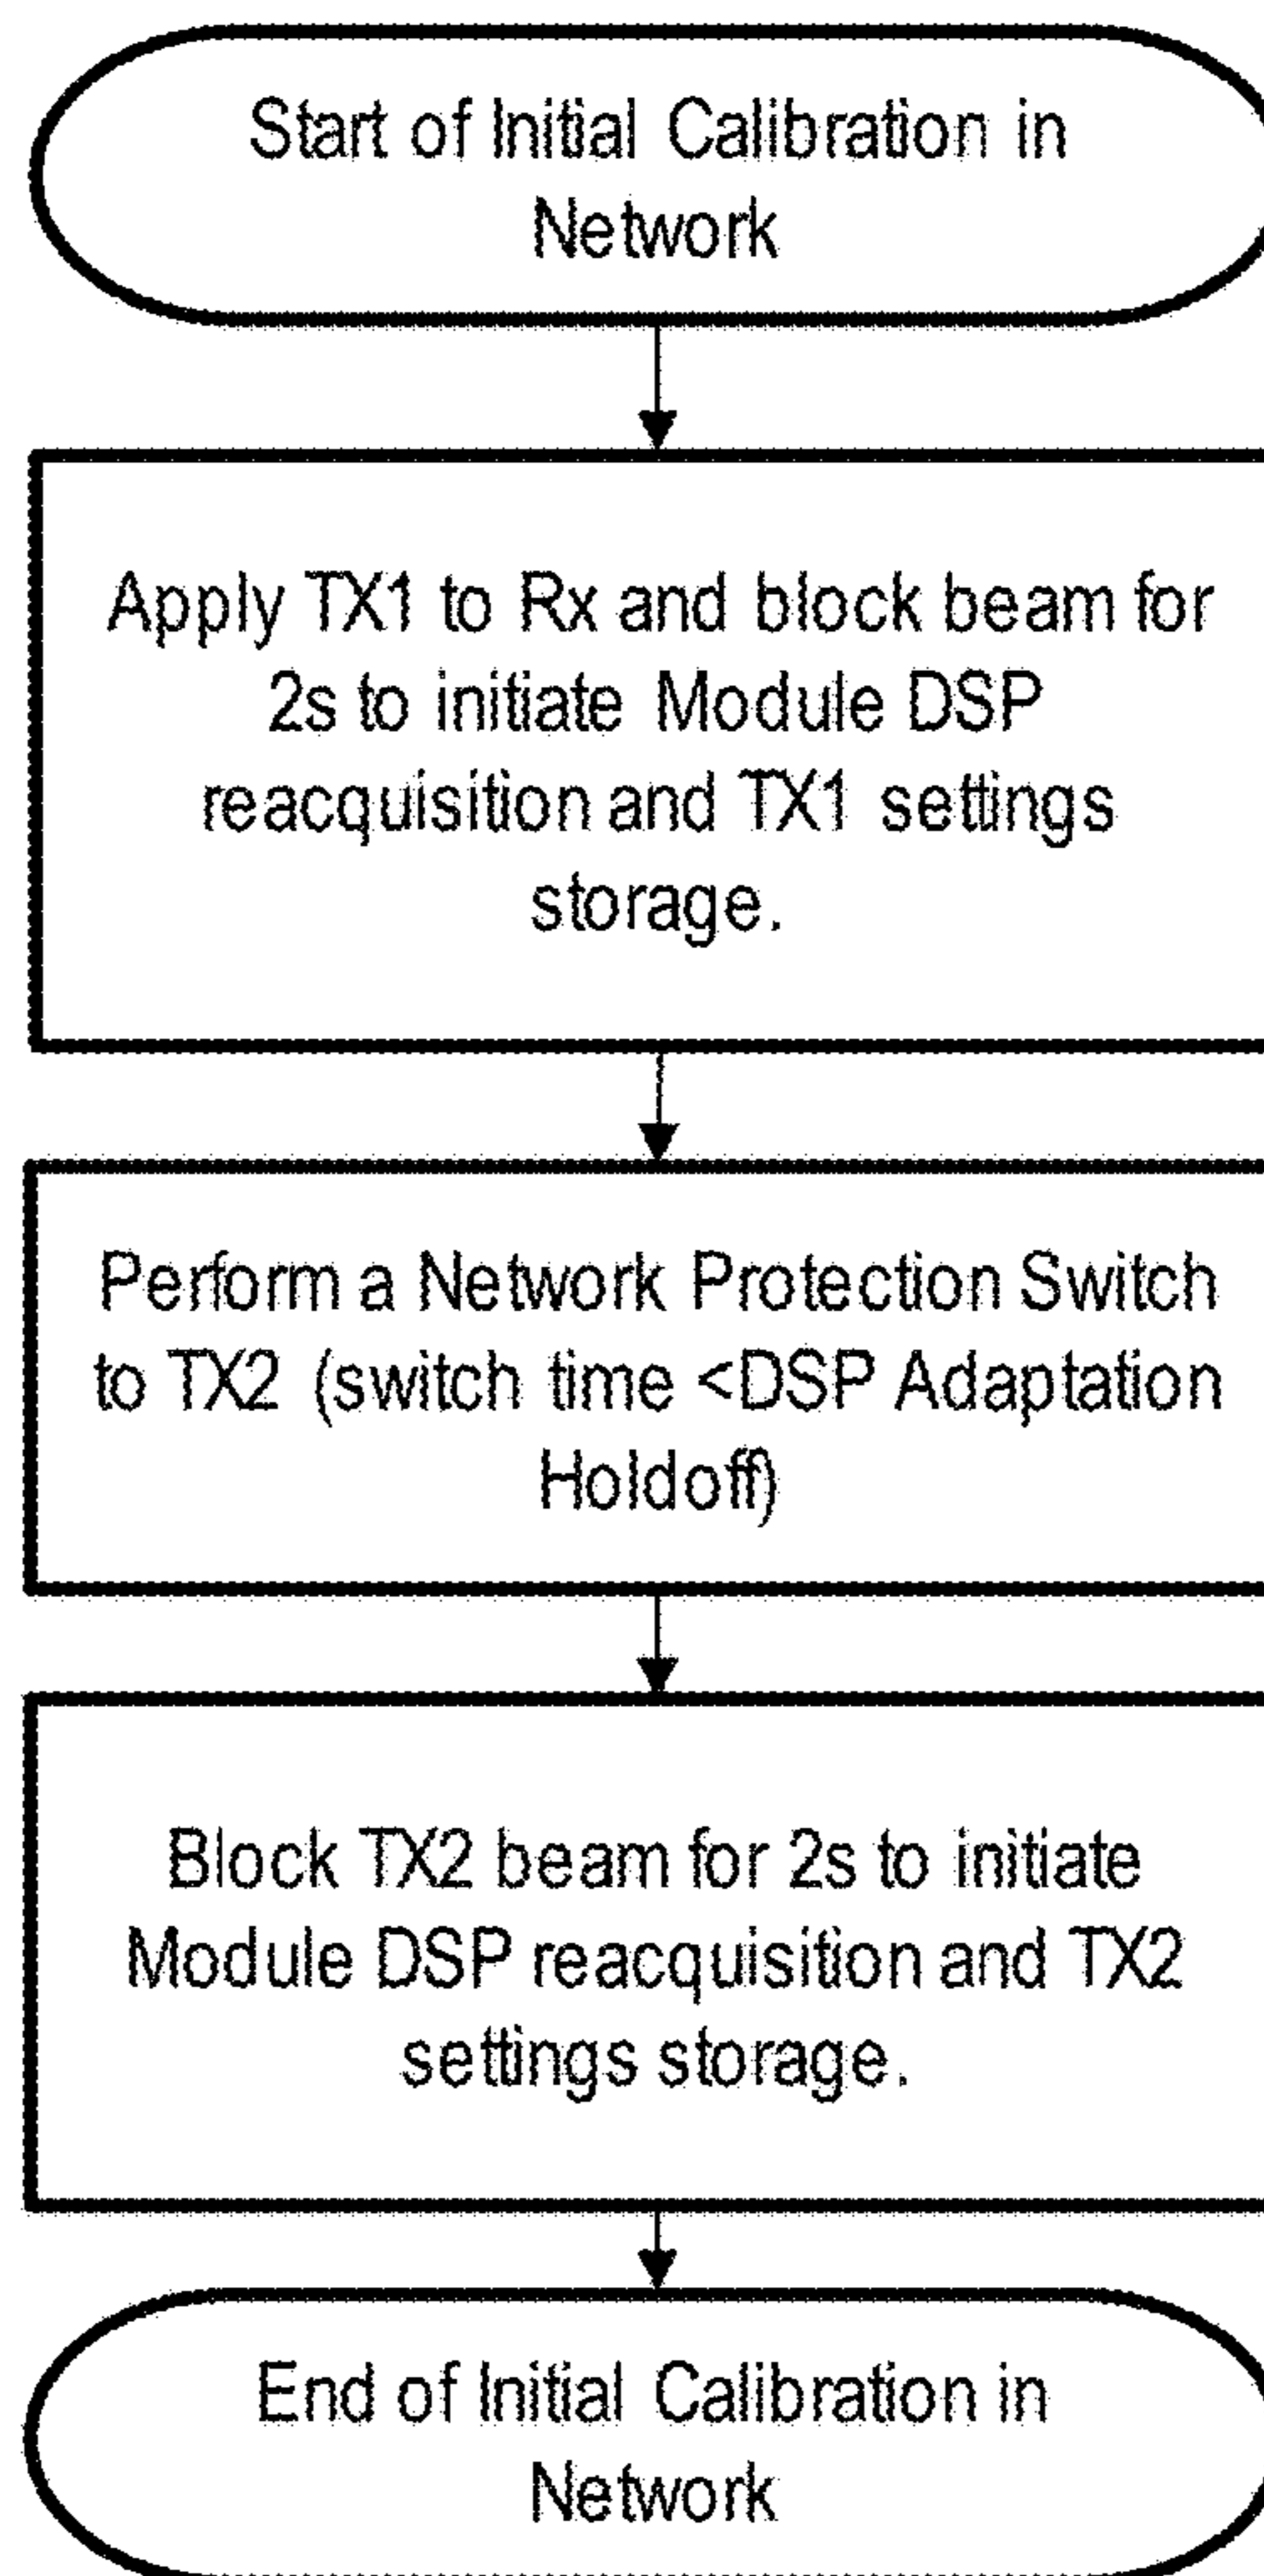 Start of Initial Calibration in
Network
Apply TX1 to Rx and block beam for
2s to initiate Module DSP
reacquisition and TX1 settings
storage.
Perform a Network Protection Switch
to TX2 (switch time <DSP Adaptation
Holdoff)
Block TX2 beam for 2s to initiate
Module DSP reacquisition and TX2
settings storage.
End of Initial Calibration in
Network